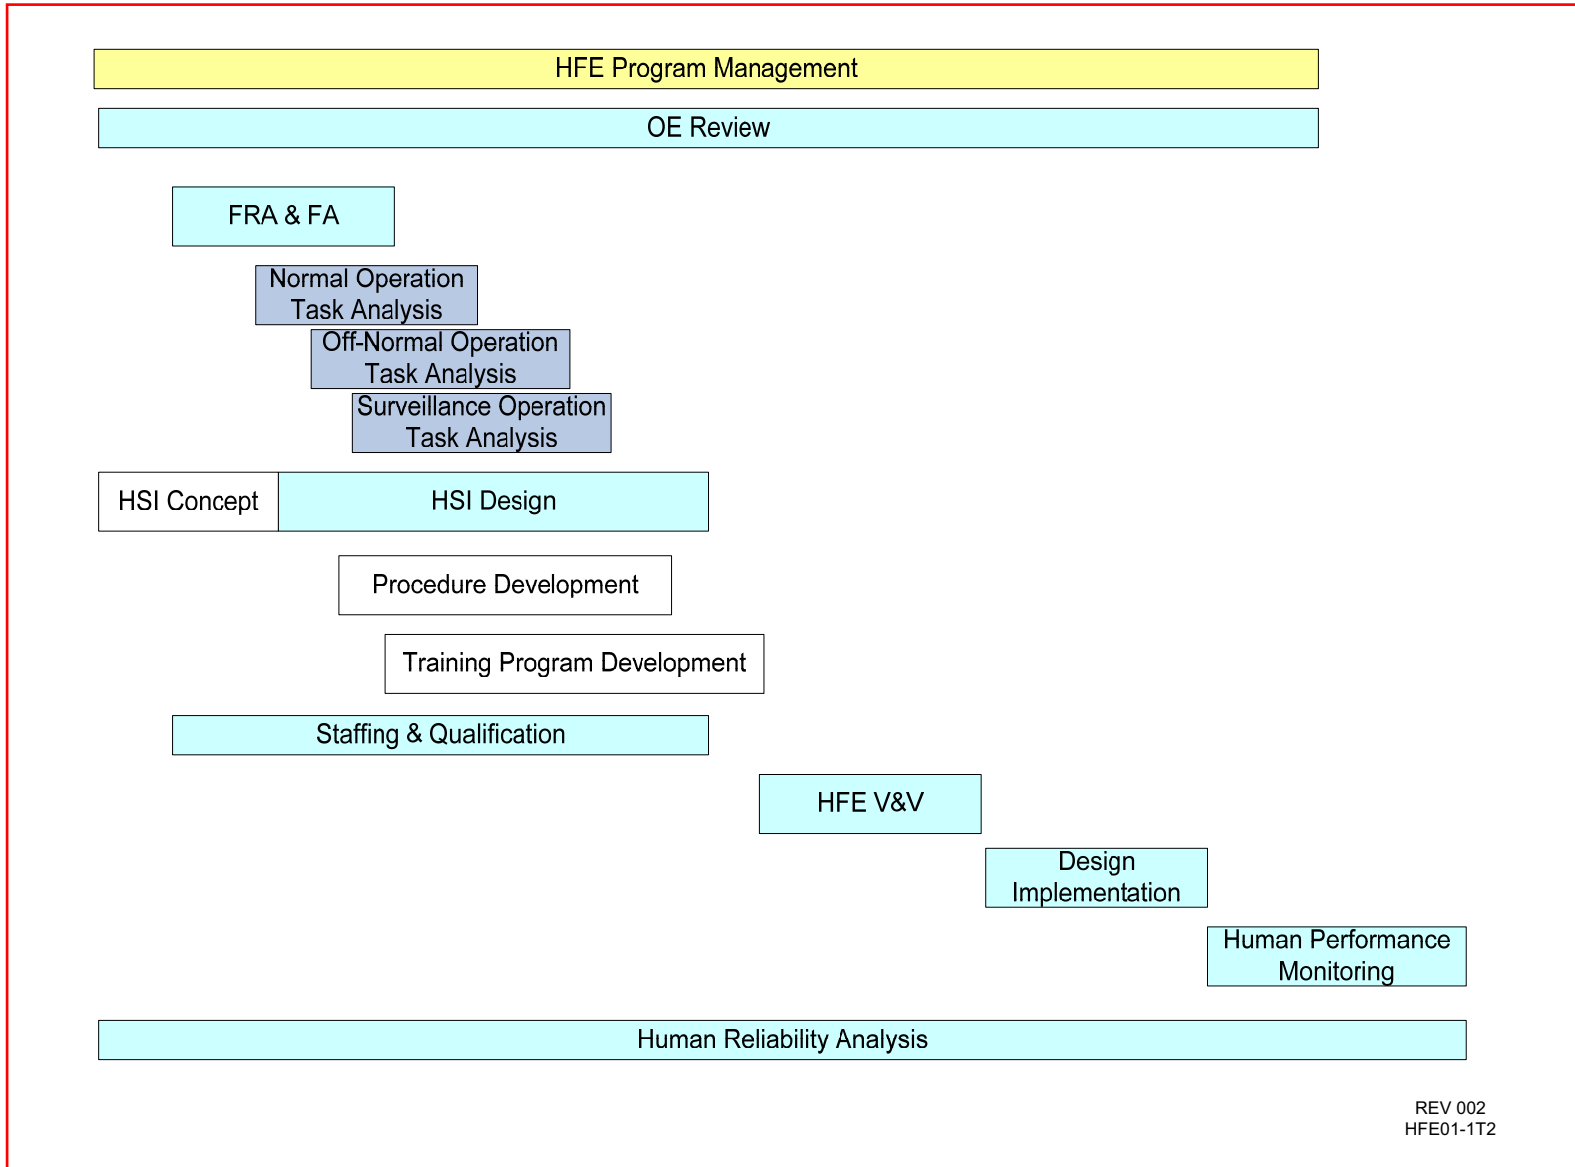 HFE Program Management
OE Review
FRA & FA
Normal Operation
Task Analysis
Off-Normal Operation
Task Analysis
Surveillance Operation
Task Analysis
HSI Concept
HSI Design
Procedure Development
Training Program Development
Staffing & Qualification
HFE V&V
Design
Implementation
Human Performance
Monitoring
Human Reliability Analysis
REV 002
HFE01-1T2